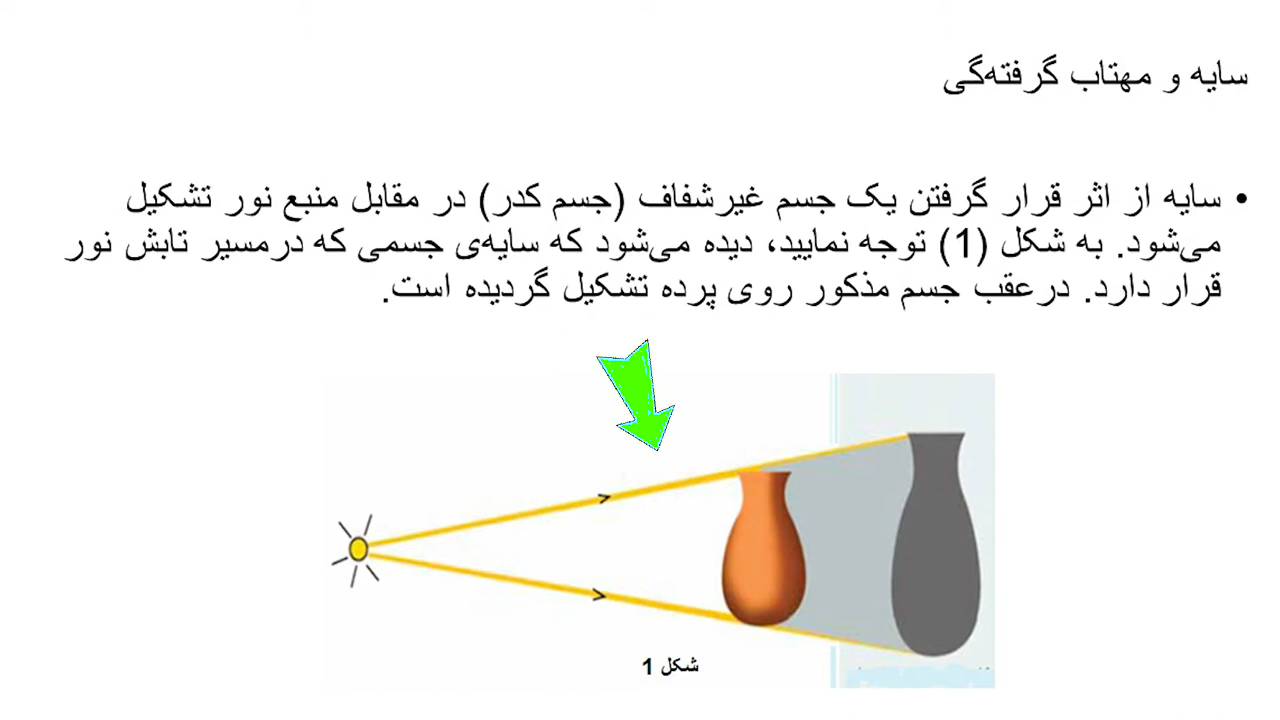 سایه و مهتاب گرفته‌گی
• سایه از اثر قرار گرفتن یک جسم غیرشفاف (جسم کدر) در مقابل منبع نور تشکیل
می‌شود. به شکل (1) توجه نمایید، دیده می‌شود که سایه‌ی جسمی که درمسیر تابش نور
قرار دارد. درعقب جسم مذکور روی پرده تشکیل گردیده است.
شکل 1